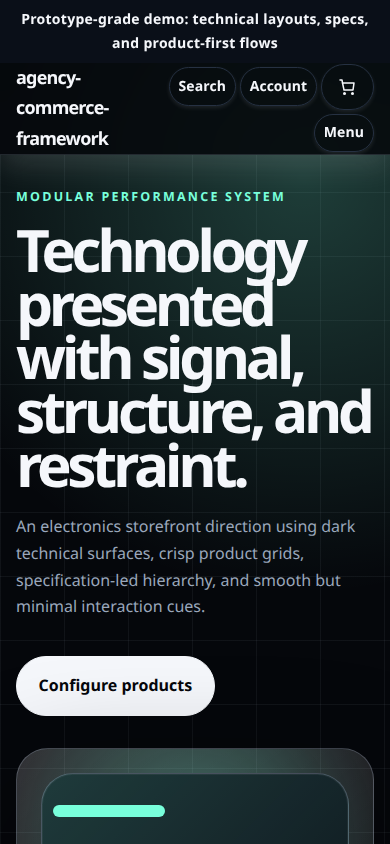 Prototype-grade demo: technical layouts, specs,
and product-first flows
agency-
commerce-
framework
Search
Account
Menu
MODULAR PERFORMANCE SYSTEM
Technology
presented
with signal,
structure, and
restraint.
An electronics storefront direction using dark
technical surfaces, crisp product grids,
specification-led hierarchy, and smooth but
minimal interaction cues.
Configure products